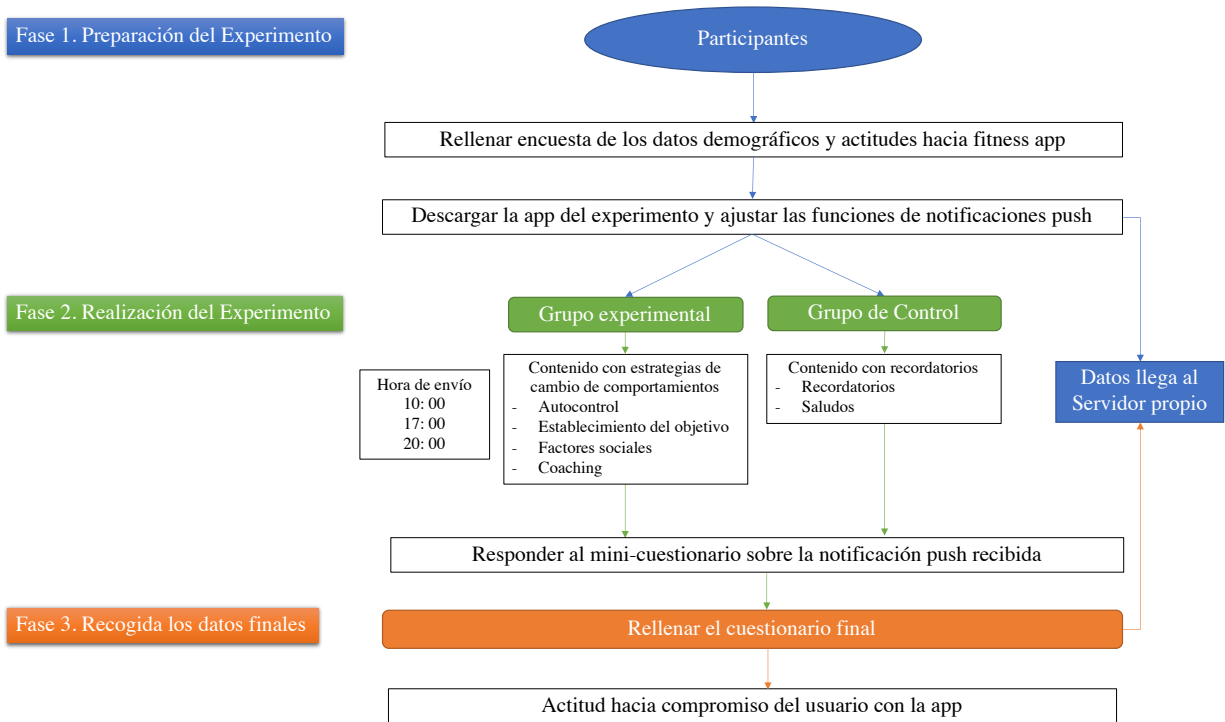 Fase 1. Preparación del Experimento
Participantes
Rellenar encuesta de los datos demográficos y actitudes hacia fitness app
Descargar la app del experimento y ajustar las funciones de notificaciones push
Fase 2. Realización del Experimento
Grupo experimental
Grupo de Control
Hora de envío
10: 00
17: 00
20: 00
Contenido con estrategias de
cambio de comportamientos
- Autocontrol
- Establecimiento del objetivo
- Factores sociales
- Coaching
Contenido con recordatorios
- Recordatorios
- Saludos
Datos llega al
Servidor propio
Responder al mini-cuestionario sobre la notificación push recibida
Fase 3. Recogida los datos finales
Rellenar el cuestionario final
Actitud hacia compromiso del usuario con la app